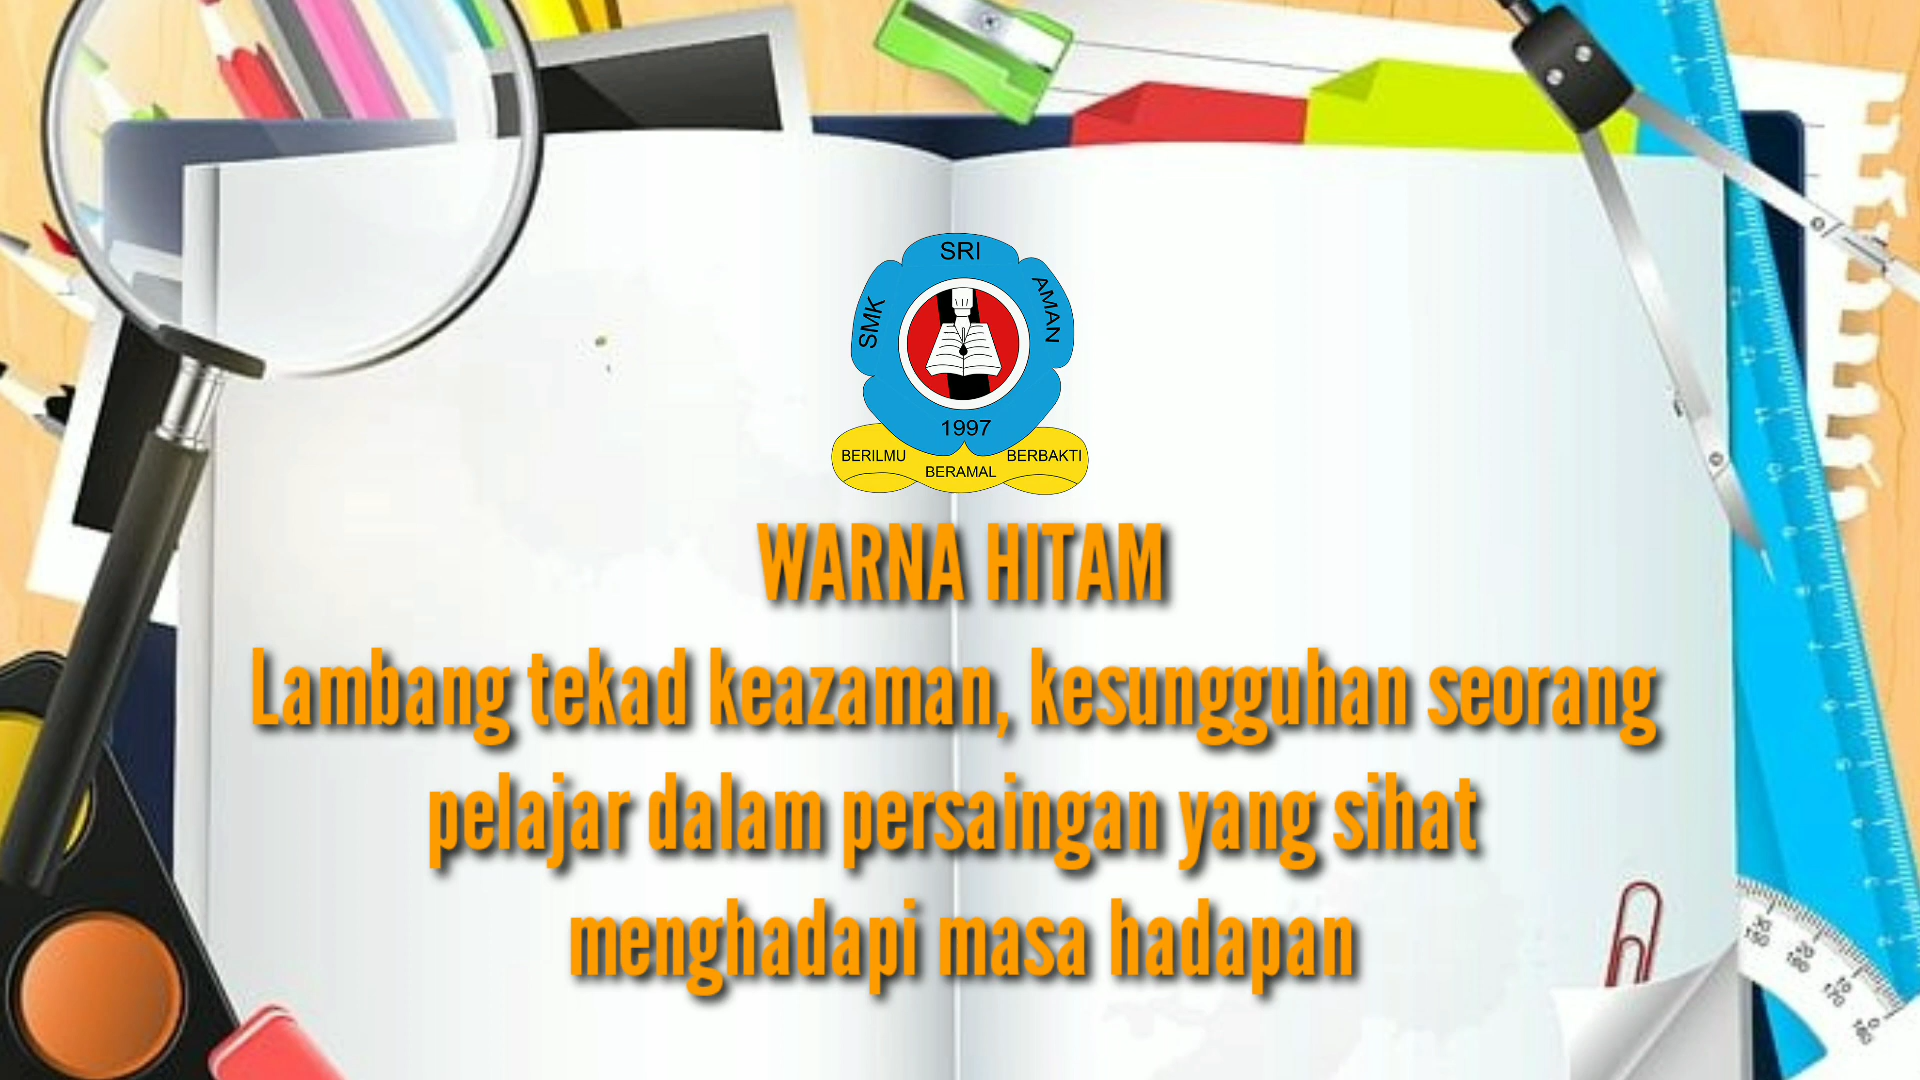 SMK SRI AMAN
1997
BERILMU BERAMAL BERBAKTI
WARNA HITAM
Lambang tekad keazaman, kesungguhan seorang
pelajar dalam persaingan yang sihat
menghadapi masa hadapan